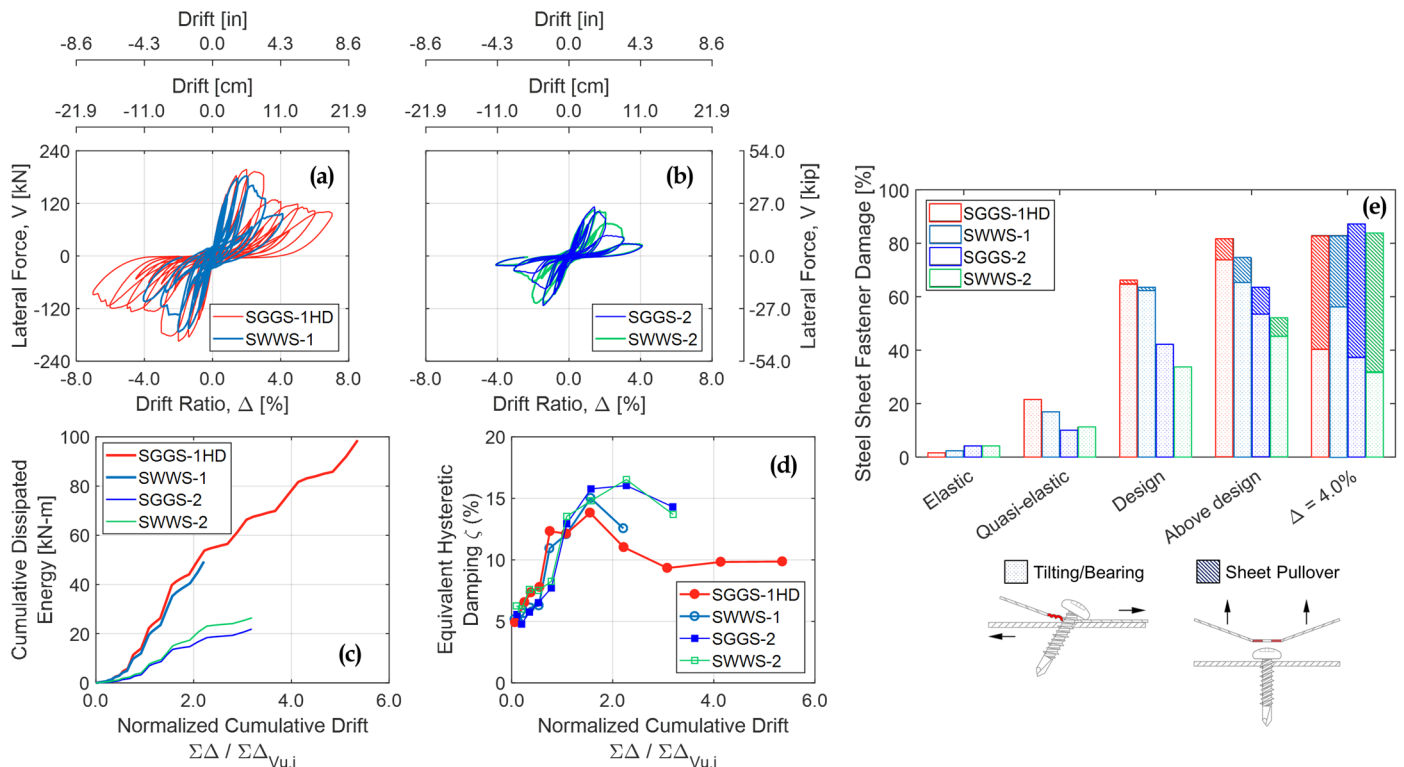 Drift [in]
-8.6 -4.3 0.0 4.3 8.6
Drift [cm]
-21.9 -11.0 0.0 11.0 21.9
Lateral Force, V [kN]
240
120
0
-120
-240
(a)
SGGS-1HD
SWWS-1
-8.0 -4.0 0.0 4.0 8.0
Drift Ratio, Δ [%]
Drift [in]
-8.6 -4.3 0.0 4.3 8.6
Drift [cm]
-21.9 -11.0 0.0 11.0 21.9
(b)
SGGS-2
SWWS-2
-8.0 -4.0 0.0 4.0 8.0
Drift Ratio, Δ [%]
54.0
27.0
0.0
-27.0
-54.0
Lateral Force, V [kip]
Cumulative Dissipated
Energy [kN-m]
100
80
60
40
20
0
SGGS-1HD
SWWS-1
SGGS-2
SWWS-2
(c)
0.0 2.0 4.0 6.0
Normalized Cumulative Drift
ΣΔ / ΣΔVu,i
Equivalent Hysteretic
Damping ζ (%)
20
15
10
5
0
(d)
SGGS-1HD
SWWS-1
SGGS-2
SWWS-2
0.0 2.0 4.0 6.0
Normalized Cumulative Drift
ΣΔ / ΣΔVu,i
Steel Sheet Fastener Damage [%]
100
80
60
40
20
0
SGGS-1HD
SWWS-1
SGGS-2
SWWS-2
(e)
Elastic
Quasi-elastic
Design
Above design
Δ = 4.0%
Tilting/Bearing
Sheet Pullover